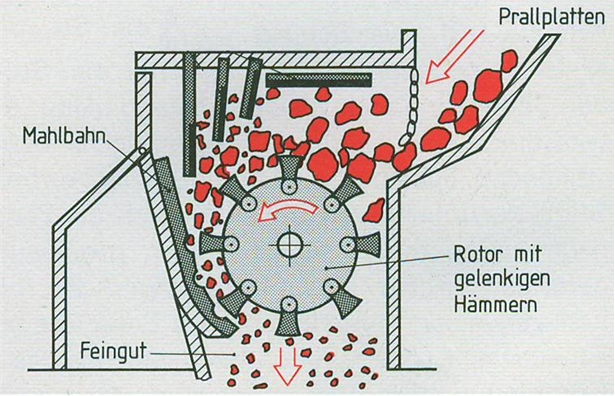 Prallplatten
Mahlbahn
Rotor mit
gelenkigen
Hämmern
Feingut